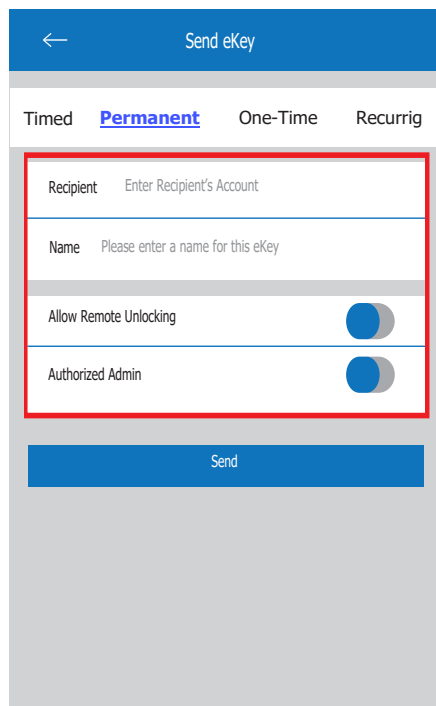 Send eKey
Timed Permanent One-Time Recurrig
Recipient Enter Recipient's Account
Name Please enter a name for this eKey
Allow Remote Unlocking
Authorized Admin
Send